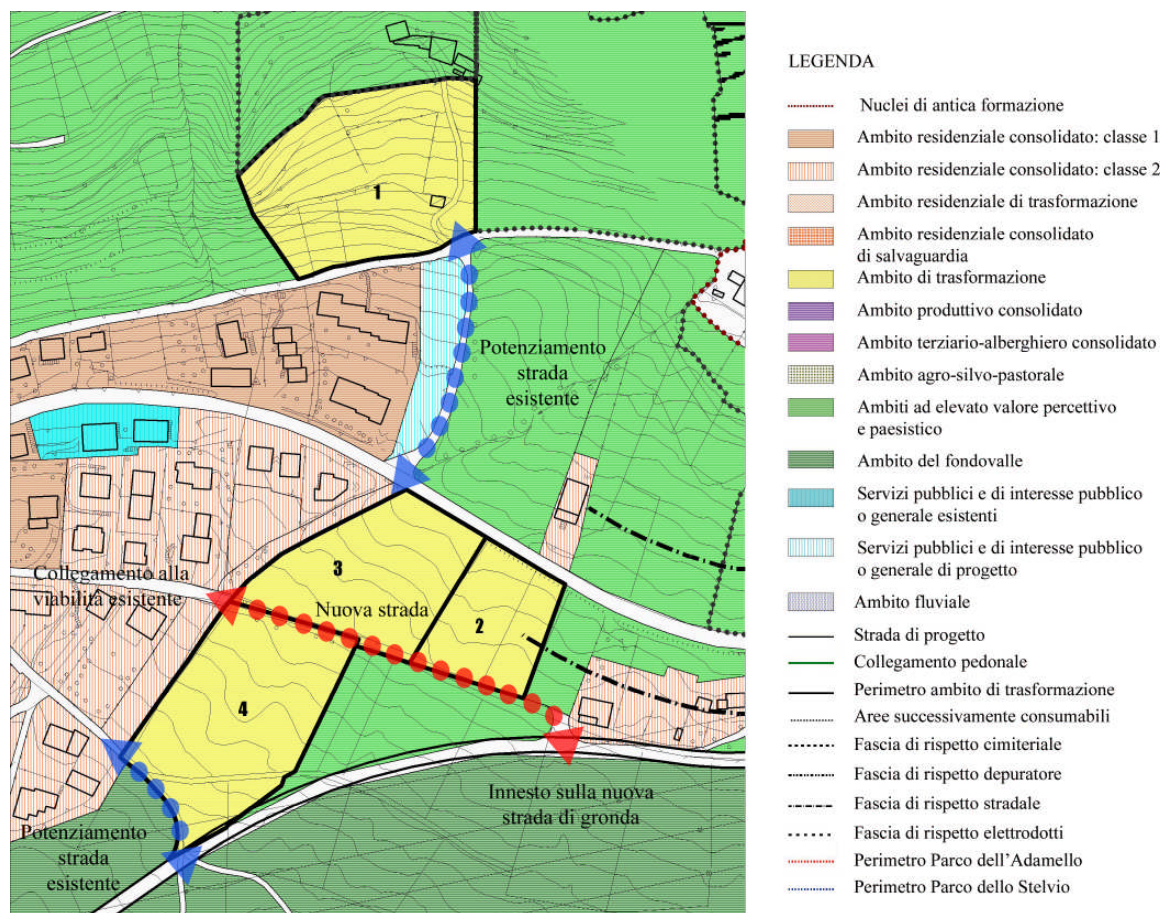 1
Potenziamento
strada
esistente
Collegamento alla
viabilità esistente
3
Nuova strada
2
4
Innesto sulla nuova
strada di gronda
Potenziamento
strada
esistente
LEGENDA
Nuclei di antica formazione
Ambito residenziale consolidato: classe 1
Ambito residenziale consolidato: classe 2
Ambito residenziale di trasformazione
Ambito residenziale consolidato
di salvaguardia
Ambito di trasformazione
Ambito produttivo consolidato
Ambito terziario-alberghiero consolidato
Ambito agro-silvo-pastorale
Ambiti ad elevato valore percettivo
e paesistico
Ambito del fondovalle
Servizi pubblici e di interesse pubblico
o generale esistenti
Servizi pubblici e di interesse pubblico
o generale di progetto
Ambito fluviale
Strada di progetto
Collegamento pedonale
Perimetro ambito di trasformazione
Aree successivamente consumabili
Fascia di rispetto cimiteriale
Fascia di rispetto depuratore
Fascia di rispetto stradale
Fascia di rispetto elettrodotti
Perimetro Parco dell'Adamello
Perimetro Parco dello Stelvio